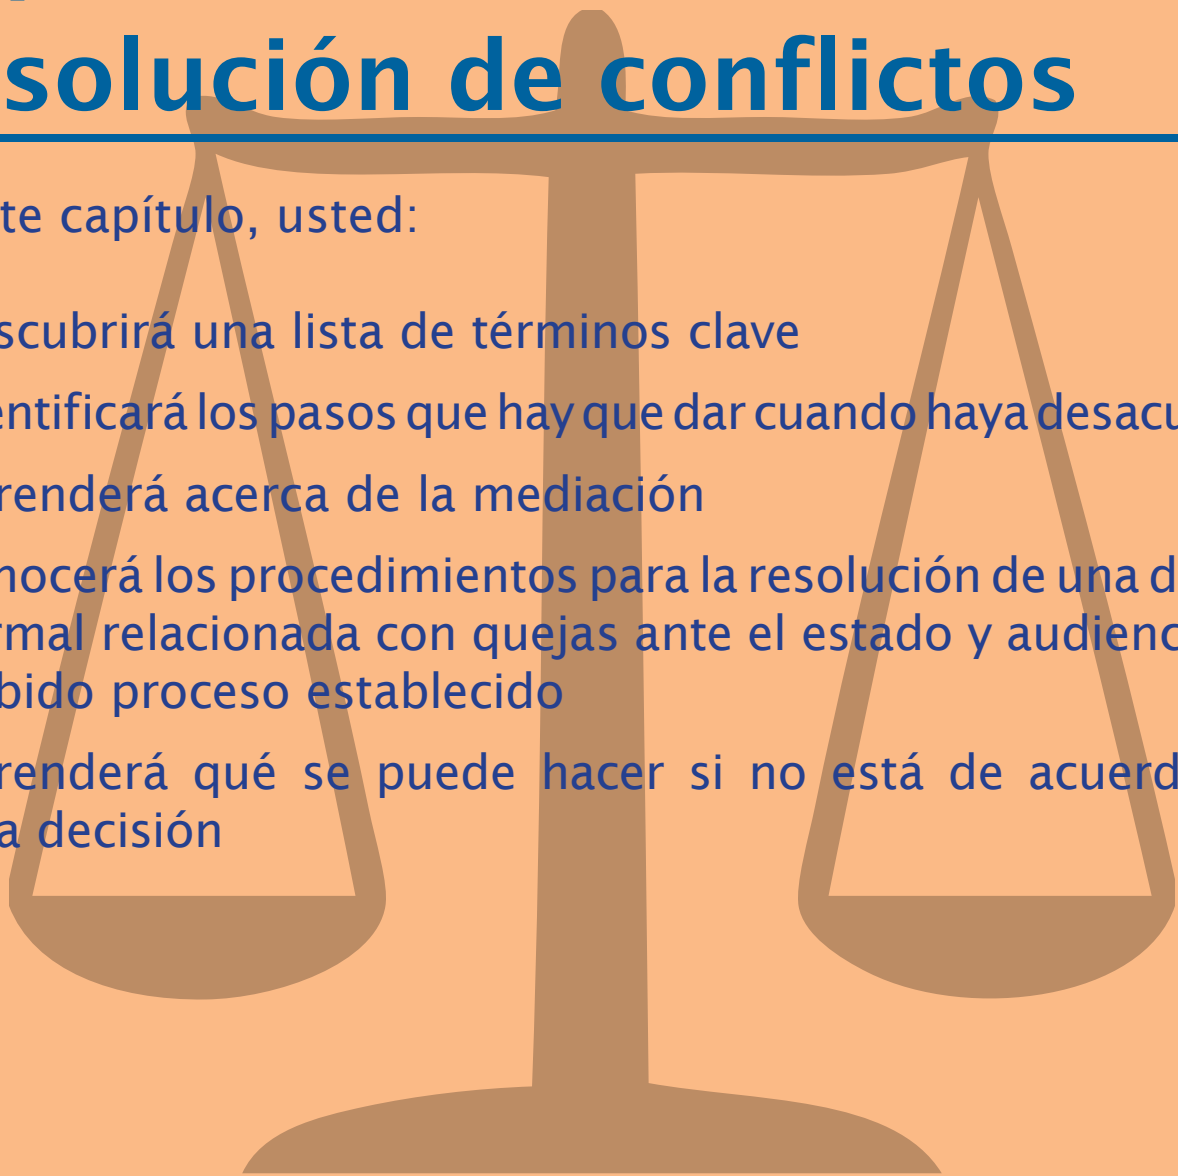 solución de conflictos
te capítulo, usted:
scubrirá una lista de términos clave
entificará los pasos que hay que dar cuando haya desacu
renderá acerca de la mediación
nocerá los procedimientos para la resolución de una d
rmal relacionada con quejas ante el estado y audienc
bido proceso establecido
renderá qué se puede hacer si no está de acuerd
a decisión